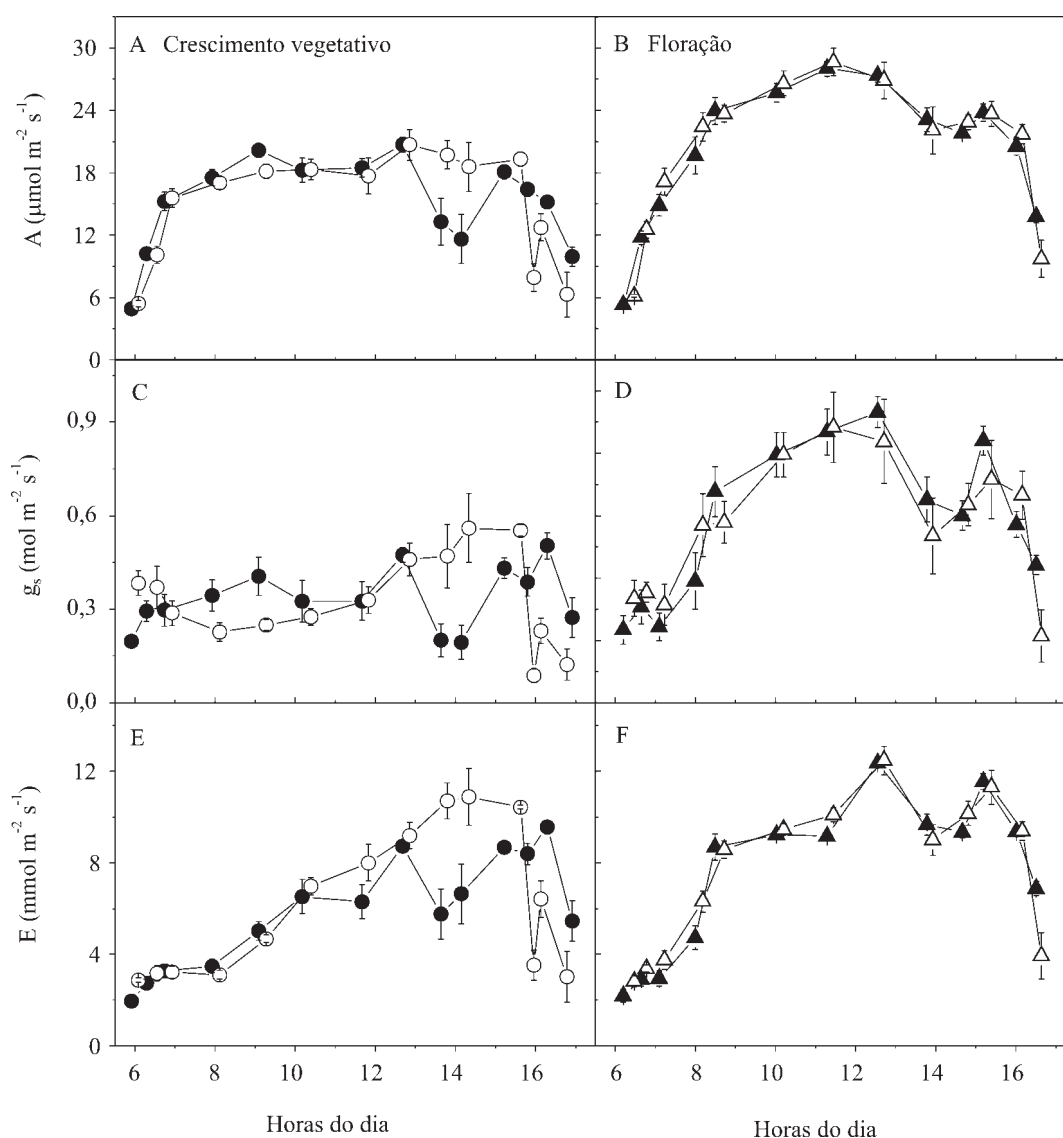 A Crescimento vegetativo
B Floração
30
24
18
12
6
0
A (µmol m-2 s-1)
C
D
0,9
0,6
0,3
0,0
gs (mol m-2 s-1)
E
F
12
8
4
0
E (mmol m-2 s-1)
6 8 10 12 14 16
6 8 10 12 14 16
Horas do dia
Horas do dia